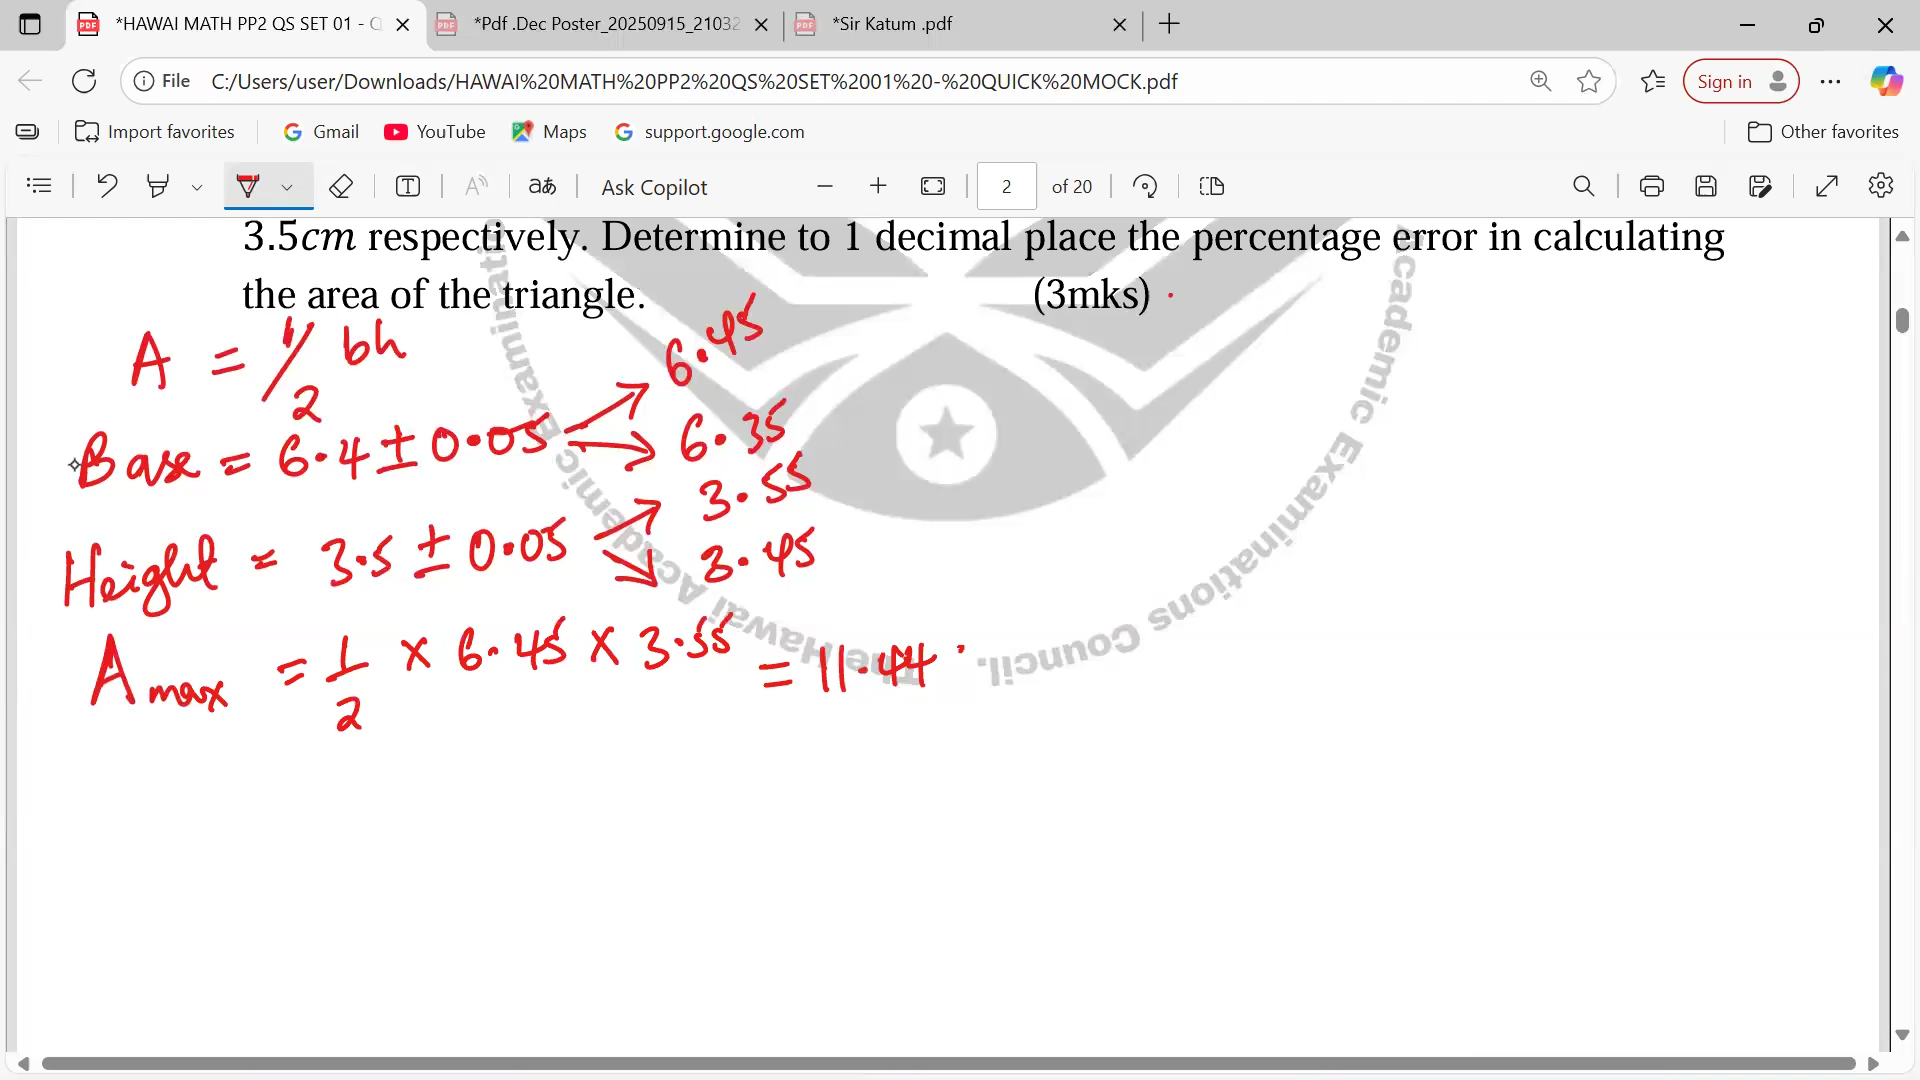 *HAWAI MATH PP2 QS SET 01 - Q
*Pdf .Dec Poster_20250915_21032
*Sir Katum .pdf
File C:/Users/user/Downloads/HAWAI%20MATH%20PP2%20QS%20SET%2001%20-%20QUICK%20MOCK.pdf
Sign in
Import favorites
Gmail
YouTube
Maps
support.google.com
Other favorites
Ask Copilot
2 of 20
3.5cm respectively. Determine to 1 decimal place the percentage error in calculating
the area of the triangle. (3mks)
A = 1/2 bh
Base = 6.4 ± 0.05
6.45
6.35
Height = 3.5 ± 0.05
3.55
3.45
A max = 1/2 × 6.45 × 3.55 = 11.44
The Hawai Academic Examinations Council.